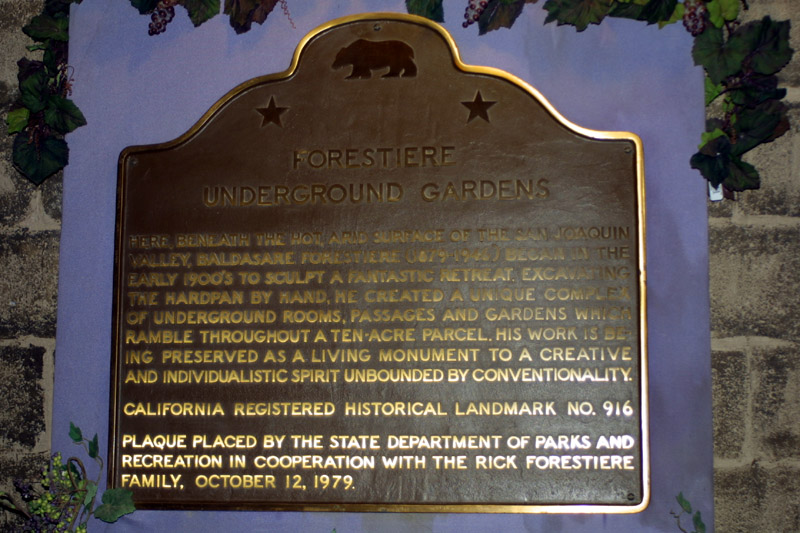 FORESTIERE
UNDERGROUND GARDENS
HERE, BENEATH THE HOT, ARID SURFACE OF THE SAN JOAQUIN
VALLEY, BALDASARE FORESTIERE (1879-1946) BEGAN IN THE
EARLY 1900'S TO SCULPT A FANTASTIC RETREAT. EXCAVATING
THE HARDPAN BY HAND, HE CREATED A UNIQUE COMPLEX
OF UNDERGROUND ROOMS, PASSAGES AND GARDENS WHICH
RAMBLE THROUGHOUT A TEN-ACRE PARCEL. HIS WORK IS BE-
ING PRESERVED AS A LIVING MONUMENT TO A CREATIVE
AND INDIVIDUALISTIC SPIRIT UNBOUNDED BY CONVENTIONALITY.
CALIFORNIA REGISTERED HISTORICAL LANDMARK NO. 916
PLAQUE PLACED BY THE STATE DEPARTMENT OF PARKS AND
RECREATION IN COOPERATION WITH THE RICK FORESTIERE
FAMILY, OCTOBER 12, 1979.